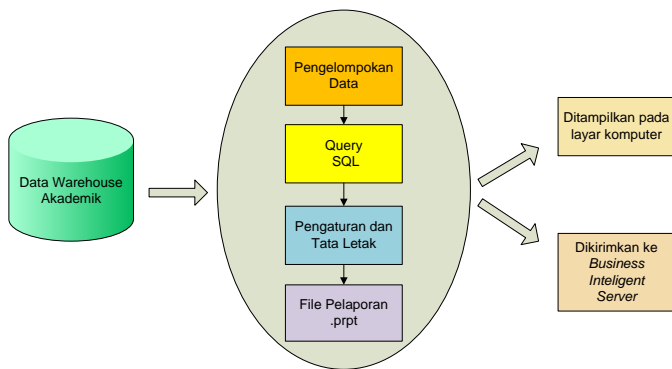 Data Warehouse
Akademik
Pengelompokan
Data
Query
SQL
Pengaturan dan
Tata Letak
File Pelaporan
.prpt
Ditampilkan pada
layar komputer
Dikirimkan ke
Business
Inteligent
Server